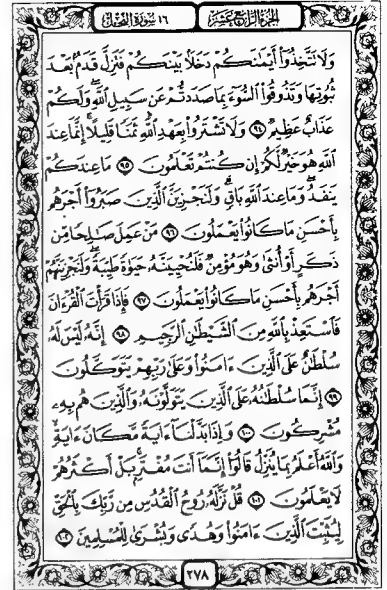 الجزء الرابع عشر ١٦ سورة النحل
وَلَا تَتَّخِذُوٓا۟ أَيْمَـٰنَكُمْ دَخَلًۢا بَيْنَكُمْ فَتَزِلَّ قَدَمٌۢ بَعْدَ
ثُبُوتِهَا وَتَذُوقُوا۟ ٱلسُّوٓءَ بِمَا صَدَدتُّمْ عَن سَبِيلِ ٱللَّهِ وَلَكُمْ
عَذَابٌ عَظِيمٌ ٩٤ وَلَا تَشْتَرُوا۟ بِعَهْدِ ٱللَّهِ ثَمَنًا قَلِيلًا إِنَّمَا عِندَ
ٱللَّهِ هُوَ خَيْرٌ لَّكُمْ إِن كُنتُمْ تَعْلَمُونَ ٩٥ مَا عِندَكُمْ
يَنفَدُ وَمَا عِندَ ٱللَّهِ بَاقٍ وَلَنَجْزِيَنَّ ٱلَّذِينَ صَبَرُوٓا۟ أَجْرَهُم
بِأَحْسَنِ مَا كَانُوا۟ يَعْمَلُونَ ٩٦ مَنْ عَمِلَ صَـٰلِحًا مِّن
ذَكَرٍ أَوْ أُنثَىٰ وَهُوَ مُؤْمِنٌ فَلَنُحْيِيَنَّهُۥ حَيَوٰةً طَيِّبَةً وَلَنَجْزِيَنَّهُمْ
أَجْرَهُم بِأَحْسَنِ مَا كَانُوا۟ يَعْمَلُونَ ٩٧ فَإِذَا قَرَأْتَ ٱلْقُرْءَانَ
فَٱسْتَعِذْ بِٱللَّهِ مِنَ ٱلشَّيْطَـٰنِ ٱلرَّجِيمِ ٩٨ إِنَّهُۥ لَيْسَ لَهُۥ
سُلْطَـٰنٌ عَلَى ٱلَّذِينَ ءَامَنُوا۟ وَعَلَىٰ رَبِّهِمْ يَتَوَكَّلُونَ
٩٩ إِنَّمَا سُلْطَـٰنُهُۥ عَلَى ٱلَّذِينَ يَتَوَلَّوْنَهُۥ وَٱلَّذِينَ هُم بِهِۦ
مُشْرِكُونَ ١٠٠ وَإِذَا بَدَّلْنَآ ءَايَةً مَّكَانَ ءَايَةٍ
وَٱللَّهُ أَعْلَمُ بِمَا يُنَزِّلُ قَالُوٓا۟ إِنَّمَآ أَنتَ مُفْتَرٍۭ بَلْ أَكْثَرُهُمْ
لَا يَعْلَمُونَ ١٠١ قُلْ نَزَّلَهُۥ رُوحُ ٱلْقُدُسِ مِن رَّبِّكَ بِٱلْحَقِّ
لِيُثَبِّتَ ٱلَّذِينَ ءَامَنُوا۟ وَهُدًى وَبُشْرَىٰ لِلْمُسْلِمِينَ ١٠٢
٢٧٨